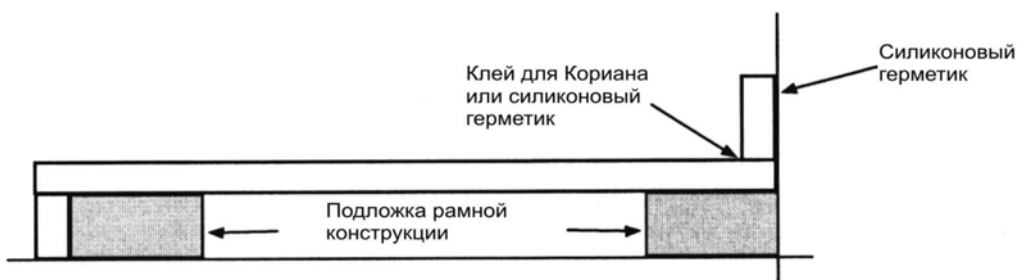 Силиконовый
герметик
Клей для Кориана
или силиконовый
герметик
Подложка рамной
конструкции